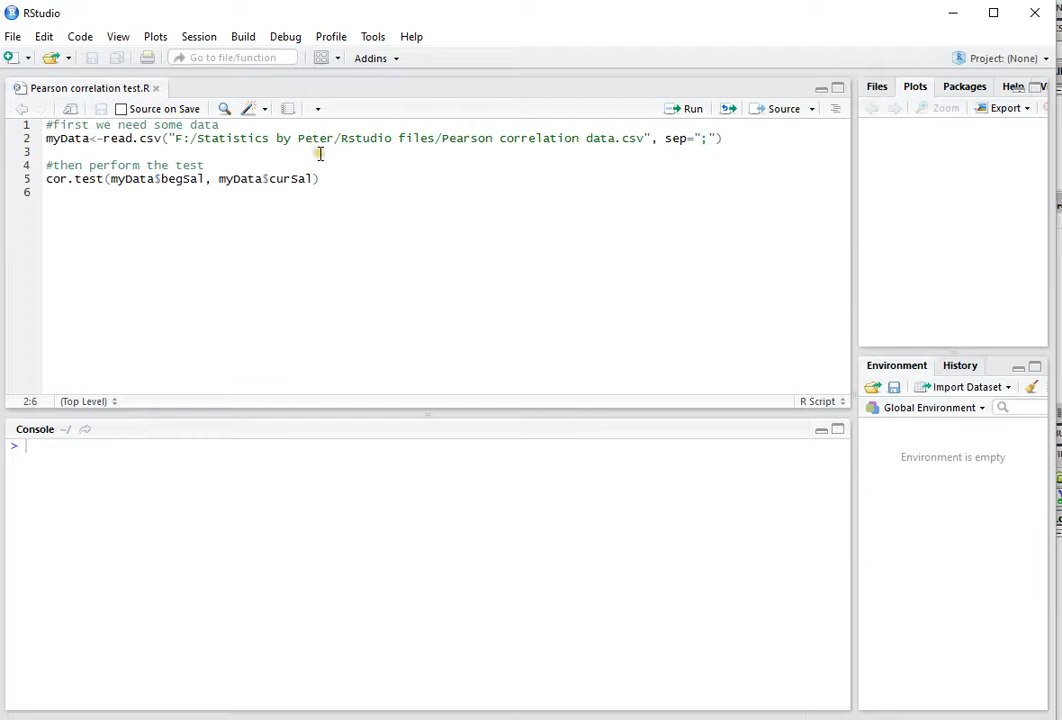 RStudio
File Edit Code View Plots Session Build Debug Profile Tools Help
Go to file/function Addins Project: (None)
Pearson correlation test.R
Source on Save Run Source
1 #first we need some data
2 myData<-read.csv("F:/Statistics by Peter/Rstudio files/Pearson correlation data.csv", sep=";")
3
4 #then perform the test
5 cor.test(myData$begSal, myData$curSal)
6
2:6 (Top Level) R Script
Console ~/
>
Files Plots Packages Help
Zoom Export
Environment History
Import Dataset
Global Environment
Environment is empty